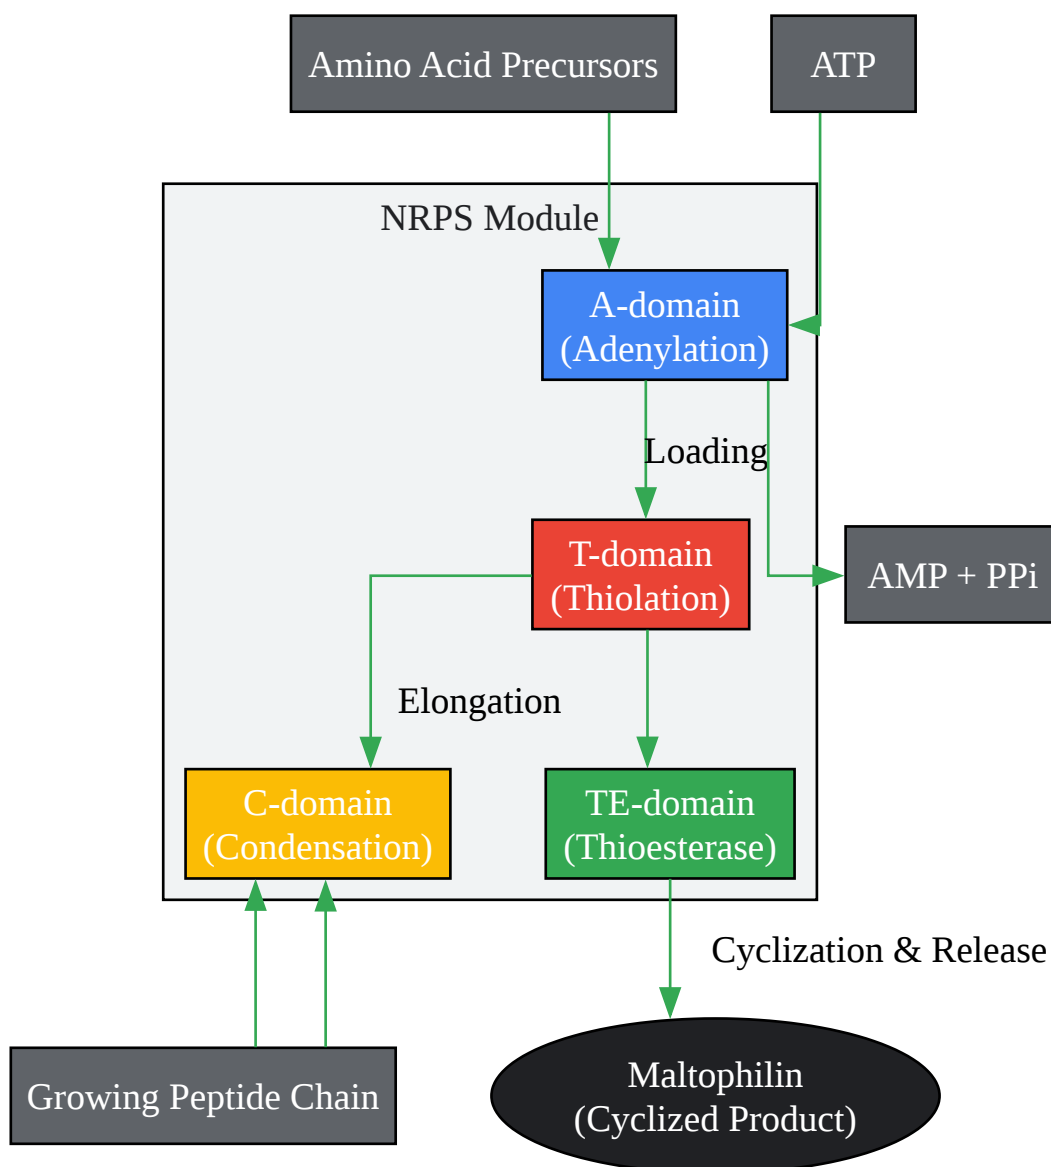 Amino Acid Precursors
ATP
NRPS Module
A-domain
(Adenylation)
Loading
T-domain
(Thiolation)
AMP + PPi
Elongation
C-domain
(Condensation)
TE-domain
(Thioesterase)
Cyclization & Release
Growing Peptide Chain
Maltophilin
(Cyclized Product)